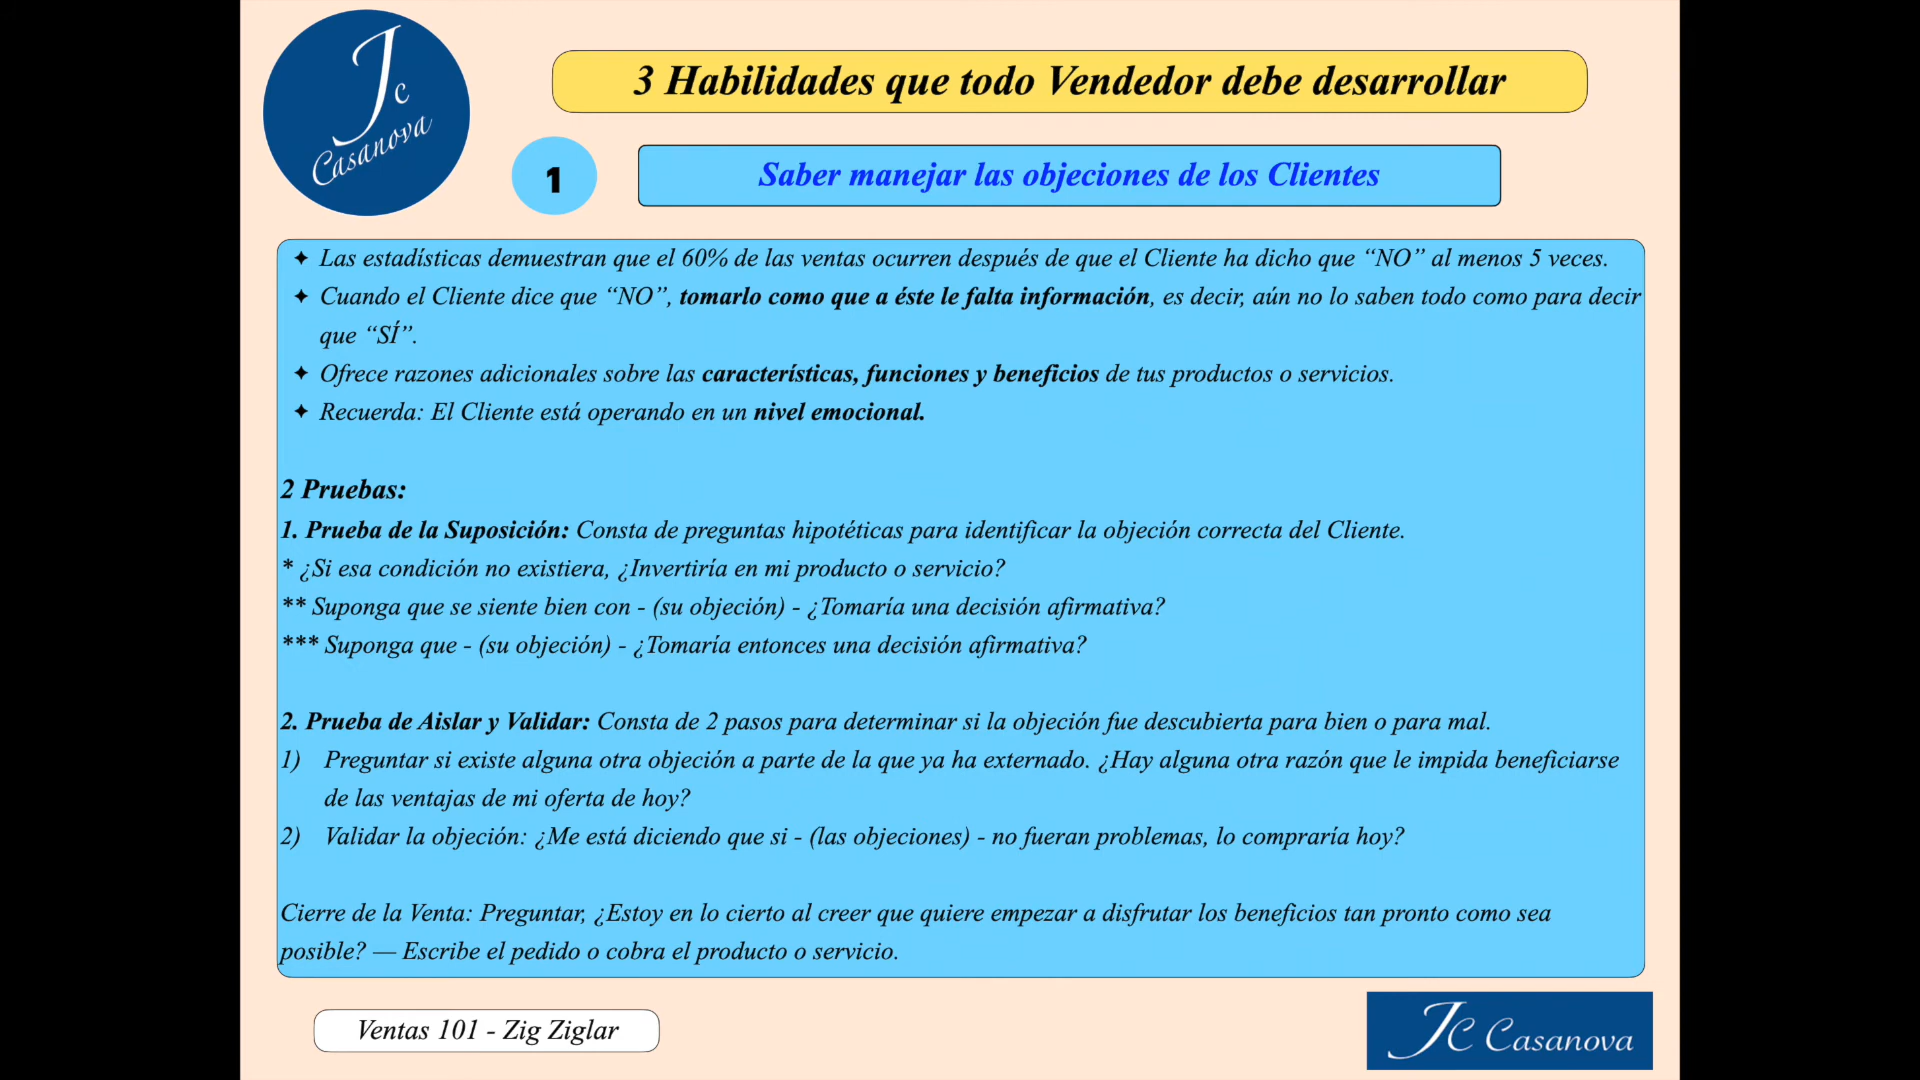 Jc
Casanova
3 Habilidades que todo Vendedor debe desarrollar
1
Saber manejar las objeciones de los Clientes
✦ Las estadísticas demuestran que el 60% de las ventas ocurren después de que el Cliente ha dicho que “NO” al menos 5 veces.
✦ Cuando el Cliente dice que “NO”, tomarlo como que a éste le falta información, es decir, aún no lo saben todo como para decir
que “SÍ”.
✦ Ofrece razones adicionales sobre las características, funciones y beneficios de tus productos o servicios.
✦ Recuerda: El Cliente está operando en un nivel emocional.
2 Pruebas:
1. Prueba de la Suposición: Consta de preguntas hipotéticas para identificar la objeción correcta del Cliente.
* ¿Si esa condición no existiera, ¿Invertiría en mi producto o servicio?
** Suponga que se siente bien con - (su objeción) - ¿Tomaría una decisión afirmativa?
*** Suponga que - (su objeción) - ¿Tomaría entonces una decisión afirmativa?
2. Prueba de Aislar y Validar: Consta de 2 pasos para determinar si la objeción fue descubierta para bien o para mal.
1) Preguntar si existe alguna otra objeción a parte de la que ya ha externado. ¿Hay alguna otra razón que le impida beneficiarse
de las ventajas de mi oferta de hoy?
2) Validar la objeción: ¿Me está diciendo que si - (las objeciones) - no fueran problemas, lo compraría hoy?
Cierre de la Venta: Preguntar, ¿Estoy en lo cierto al creer que quiere empezar a disfrutar los beneficios tan pronto como sea
posible? — Escribe el pedido o cobra el producto o servicio.
Ventas 101 - Zig Ziglar
JC Casanova